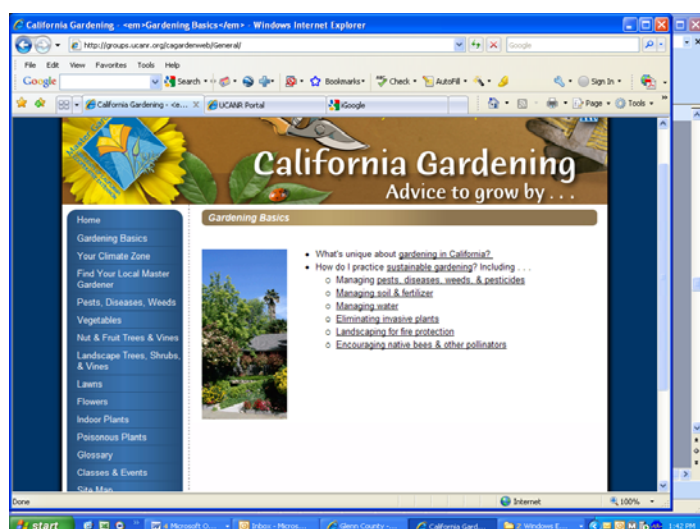 California Gardening - <em>Gardening Basics</em> - Windows Internet Explorer
http://groups.ucanr.org/cagardenweb/General/
Google
File Edit View Favorites Tools Help
Google Search Bookmarks Check AutoFill Sign In
California Gardening - <e... UCANR Portal iGoogle Page Tools
California Gardening
Advice to grow by . . .
Home
Gardening Basics
Your Climate Zone
Find Your Local Master
Gardener
Pests, Diseases, Weeds
Vegetables
Nut & Fruit Trees & Vines
Landscape Trees, Shrubs,
& Vines
Lawns
Flowers
Indoor Plants
Poisonous Plants
Glossary
Classes & Events
Site Map
Gardening Basics
What's unique about gardening in California?
How do I practice sustainable gardening? Including . . .
Managing pests, diseases, weeds, & pesticides
Managing soil & fertilizer
Managing water
Eliminating invasive plants
Landscaping for fire protection
Encouraging native bees & other pollinators
Done Internet 100%
start 4 Microsoft O... Inbox - Micros... Glenn County -... California Gard... 2 Windows E... 1:42 PM